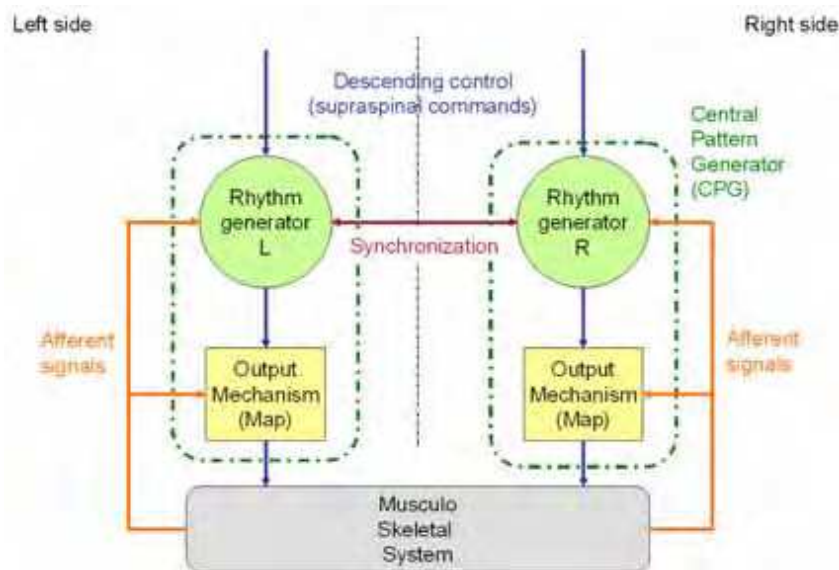 Left side
Right side
Descending control
(supraspinal commands)
Central
Pattern
Generator
(CPG)
Rhythm
generator
L
Synchronization
Rhythm
generator
R
Afferent
signals
Output
Mechanism
(Map)
Output
Mechanism
(Map)
Afferent
signals
Musculo
Skeletal
System